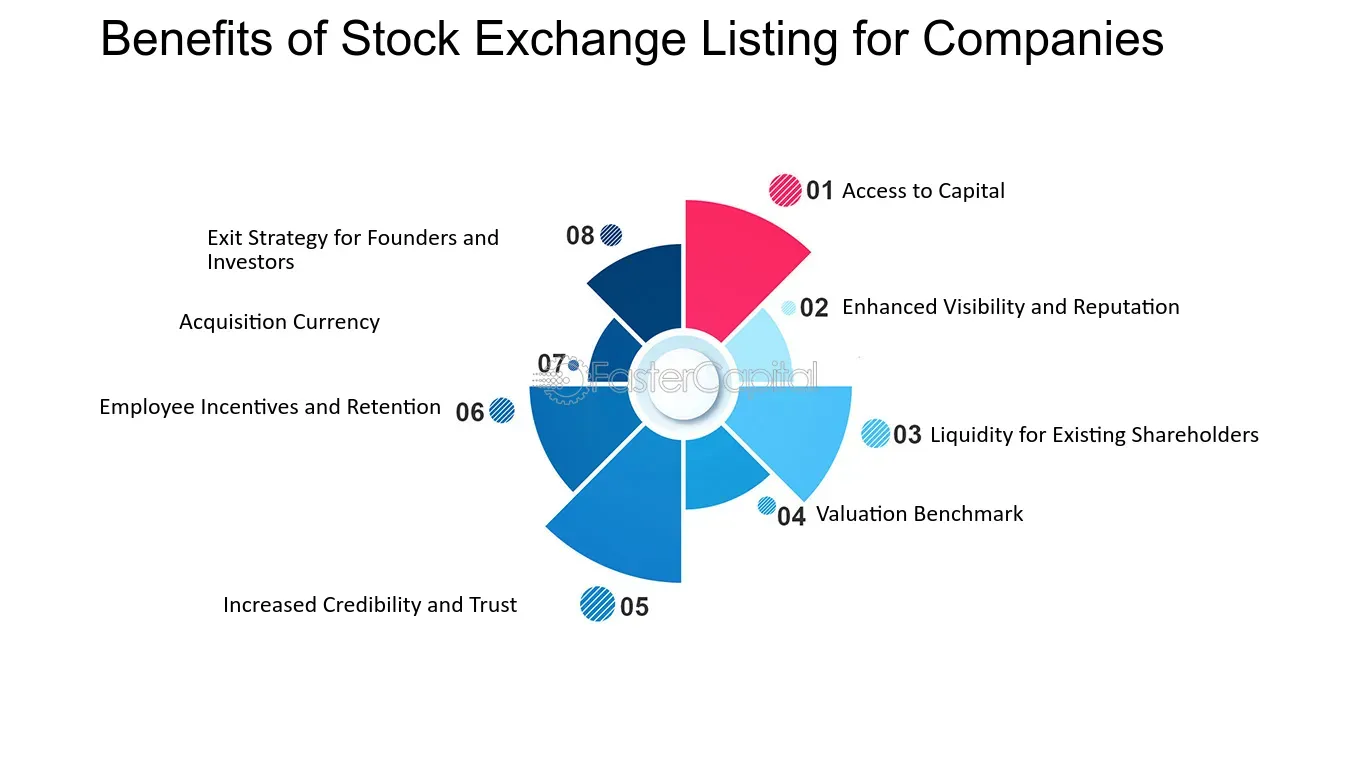 Benefits of Stock Exchange Listing for Companies
01 Access to Capital
02 Enhanced Visibility and Reputation
03 Liquidity for Existing Shareholders
04 Valuation Benchmark
05 Increased Credibility and Trust
06 Employee Incentives and Retention
07 Acquisition Currency
08 Exit Strategy for Founders and
Investors
FasterCapital